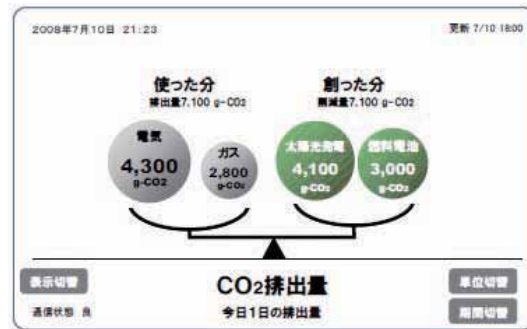 2008年7月10日 21:23
更新 7/10 18:00
使った分
排出量7,100 g-CO2
創った分
削減量7,100 g-CO2
電気
4,300
g-CO2
ガス
2,800
g-CO2
太陽光発電
4,100
g-CO2
燃料電池
3,000
g-CO2
表示切替
CO2排出量
単位切替
通信状態 良
今日1日の排出量
期間切替